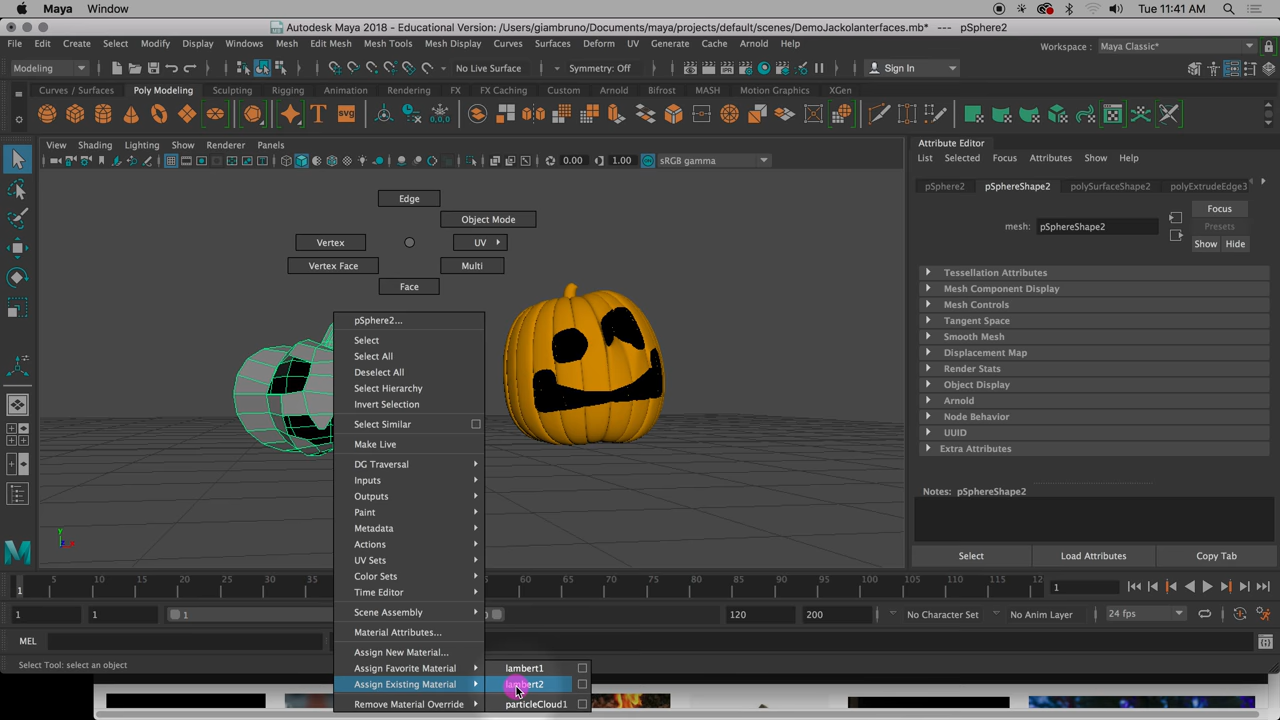 Maya Window Tue 11:41 AM
Autodesk Maya 2018 - Educational Version: /Users/giambruno/Documents/maya/projects/default/scenes/DemoJackolanterfaces.mb* --- pSphere2
File Edit Create Select Modify Display Windows Mesh Edit Mesh Mesh Tools Mesh Display Curves Surfaces Deform UV Generate Cache Arnold Help Workspace : Maya Classic*
Modeling No Live Surface Symmetry: Off Sign In
Curves / Surfaces Poly Modeling Sculpting Rigging Animation Rendering FX FX Caching Custom Arnold Bifrost MASH Motion Graphics XGen
SVG 0,0,0
View Shading Lighting Show Renderer Panels
0.00 1.00 sRGB gamma
Attribute Editor
List Selected Focus Attributes Show Help
pSphere2 pSphereShape2 polySurfaceShape2 polyExtrudeEdge3
Focus
mesh: pSphereShape2 Presets
Show Hide
Tessellation Attributes
Mesh Component Display
Mesh Controls
Tangent Space
Smooth Mesh
Displacement Map
Render Stats
Object Display
Arnold
Node Behavior
UUID
Extra Attributes
Notes: pSphereShape2
Select Load Attributes Copy Tab
Edge
Object Mode
Vertex UV
Vertex Face Multi
Face
pSphere2...
Select
Select All
Deselect All
Select Hierarchy
Invert Selection
Select Similar
Make Live
DG Traversal
Inputs
Outputs
Paint
Metadata
Actions
UV Sets
Color Sets
Time Editor
Scene Assembly
Material Attributes...
Assign New Material...
Assign Favorite Material
Assign Existing Material
Remove Material Override
lambert1
lambert2
particleCloud1
y
5 10 15 20 25 30 35 55 60 65 70 75 80 85 90 95 100 105 110 115 120
1 1
1 1 1 120 200 No Character Set No Anim Layer 24 fps
MEL
Select Tool: select an object